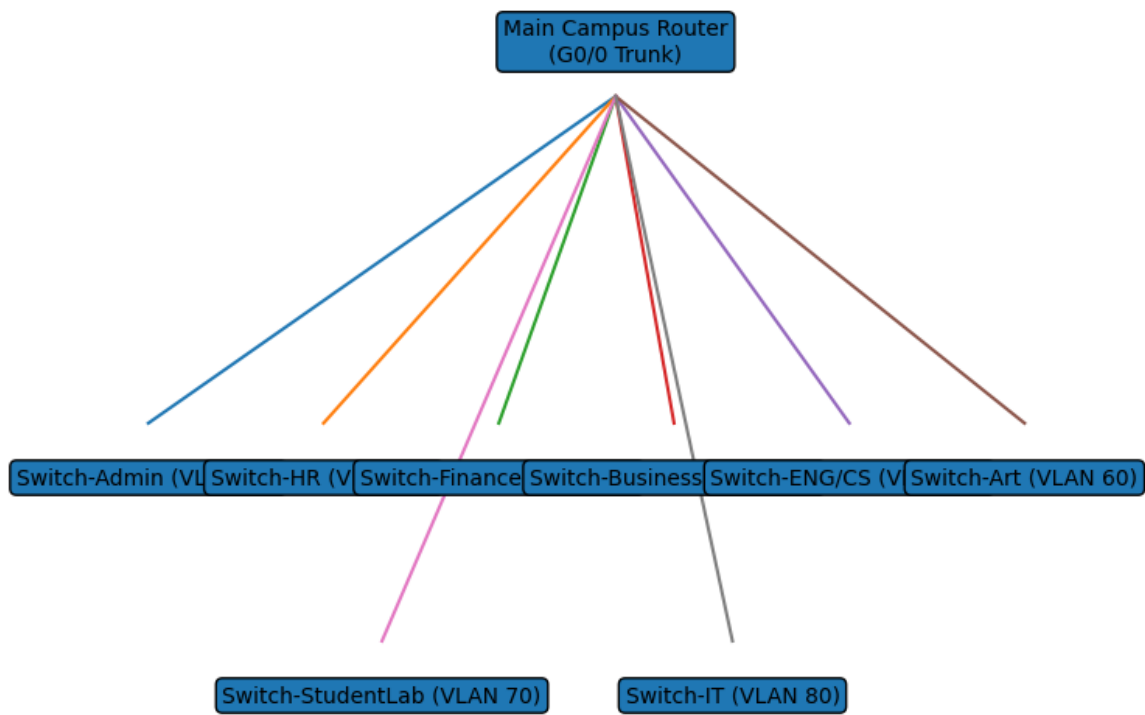 Main Campus Router
(G0/0 Trunk)
Switch-Admin
Switch-HR
Switch-Finance
Switch-Business
Switch-ENG/CS
Switch-Art (VLAN 60)
Switch-StudentLab (VLAN 70)
Switch-IT (VLAN 80)